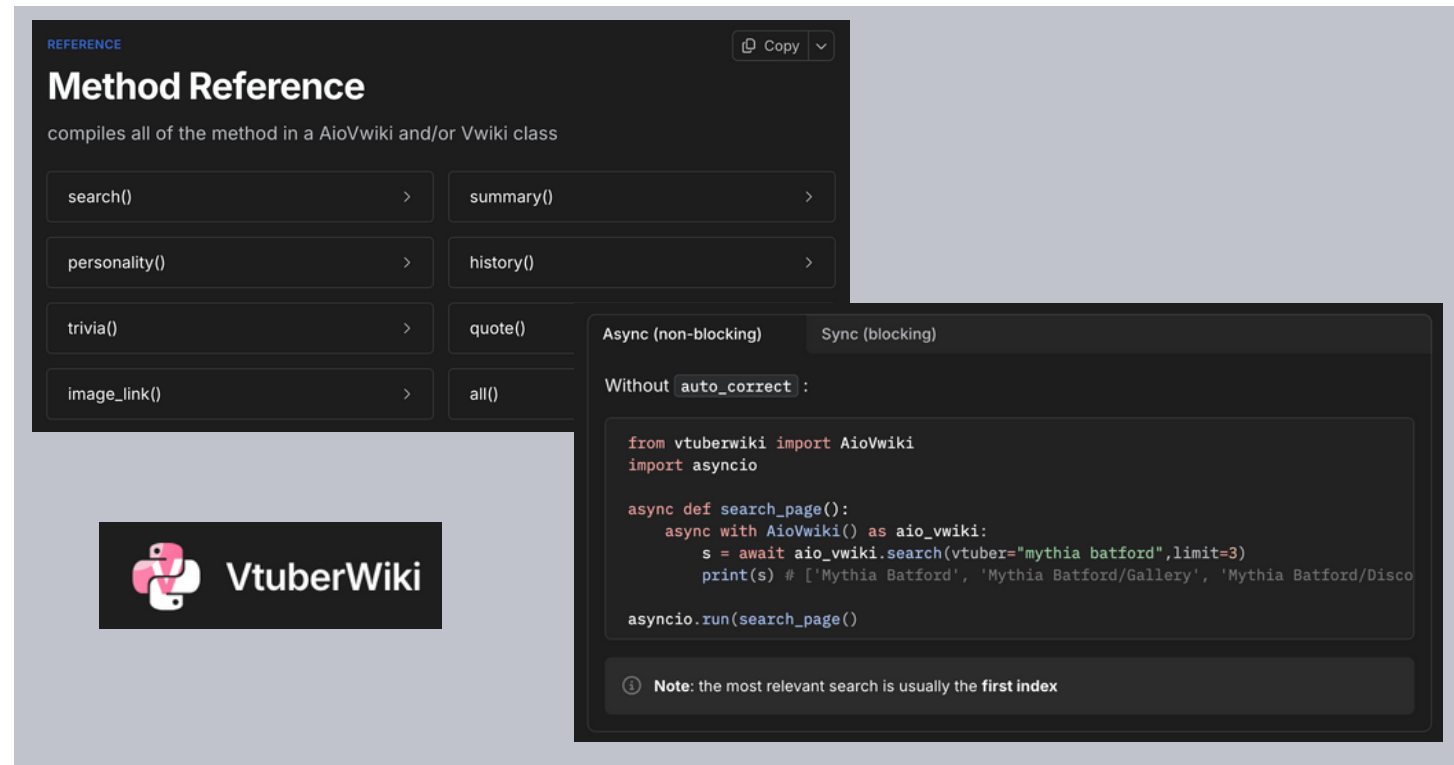 REFERENCE
Copy
Method Reference
compiles all of the method in a AioVwiki and/or Vwiki class
search()
summary()
personality()
history()
trivia()
quote()
image_link()
all()
VtuberWiki
Async (non-blocking)
Sync (blocking)
Without auto_correct :
from vtuberwiki import AioVwiki
import asyncio
async def search_page():
    async with AioVwiki() as aio_vwiki:
        s = await aio_vwiki.search(vtuber="mythia batford",limit=3)
        print(s) # ['Mythia Batford', 'Mythia Batford/Gallery', 'Mythia Batford/Disco
asyncio.run(search_page()
Note: the most relevant search is usually the first index